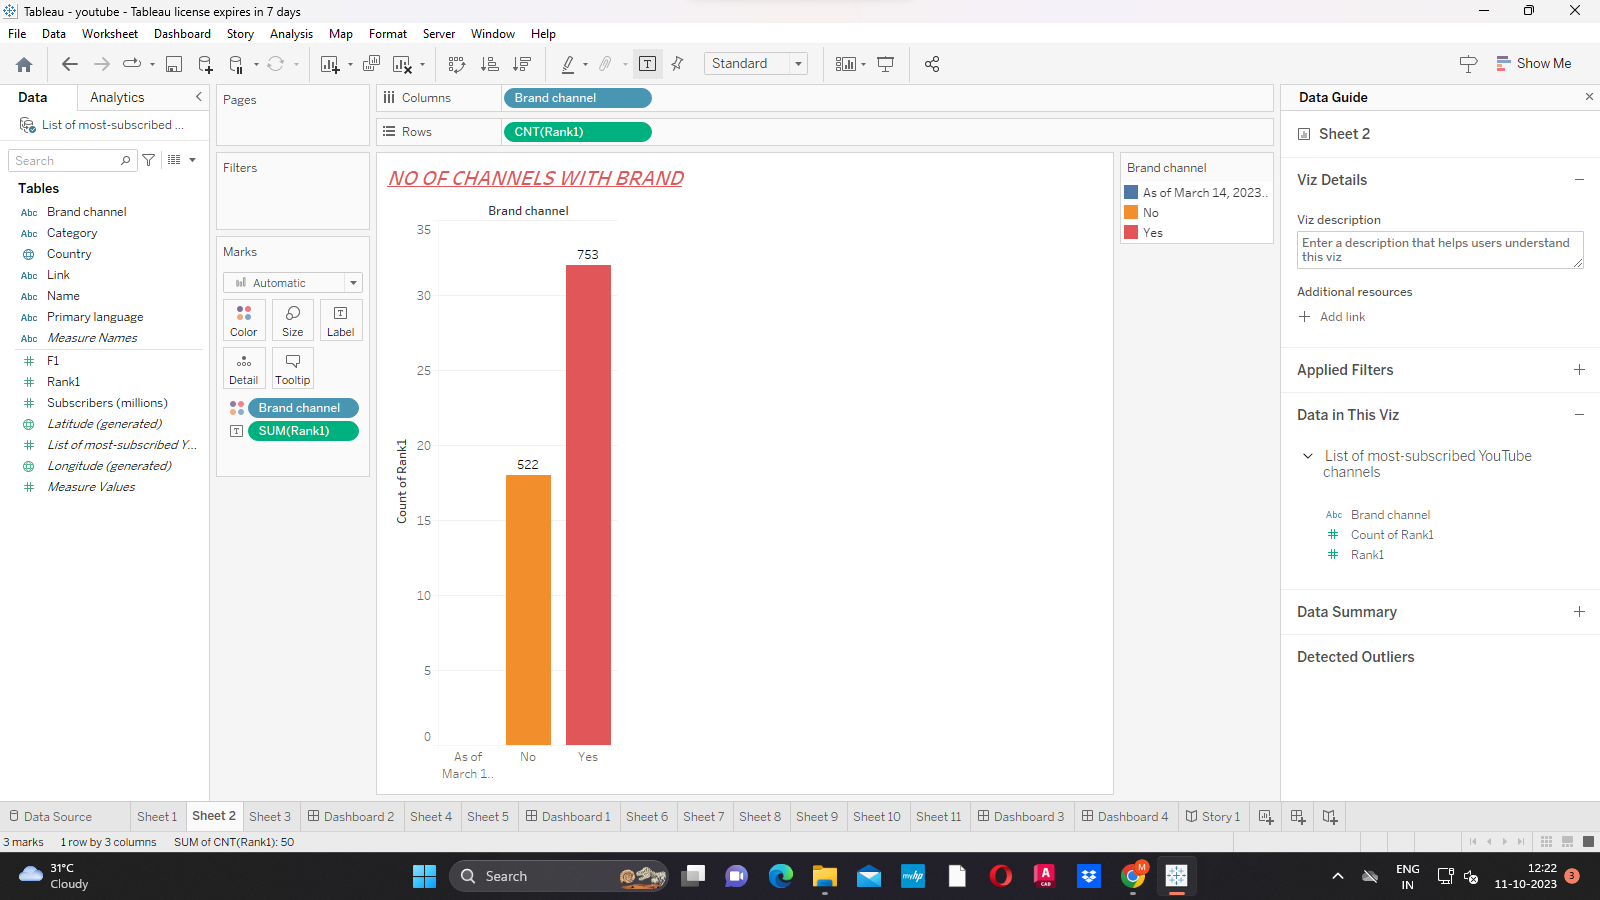 Tableau - youtube - Tableau license expires in 7 days
File Data Worksheet Dashboard Story Analysis Map Format Server Window Help
Standard
Show Me
Data Analytics
List of most-subscribed ...
Search
Tables
Abc Brand channel
Abc Category
Country
Abc Link
Abc Name
Abc Primary language
Abc Measure Names
F1
Rank1
Subscribers (millions)
Latitude (generated)
List of most-subscribed Y...
Longitude (generated)
Measure Values
Pages
Filters
Marks
Automatic
Color Size Label
Detail Tooltip
Brand channel
SUM(Rank1)
Columns Brand channel
Rows CNT(Rank1)
NO OF CHANNELS WITH BRAND
Brand channel
35
30
25
20
15
10
5
0
Count of Rank1
753
522
As of
March 1..
No
Yes
Brand channel
As of March 14, 2023..
No
Yes
Data Guide
Sheet 2
Viz Details
Viz description
Enter a description that helps users understand
this viz
Additional resources
Add link
Applied Filters
Data in This Viz
List of most-subscribed YouTube
channels
Abc Brand channel
Count of Rank1
Rank1
Data Summary
Detected Outliers
Data Source Sheet 1 Sheet 2 Sheet 3 Dashboard 2 Sheet 4 Sheet 5 Dashboard 1 Sheet 6 Sheet 7 Sheet 8 Sheet 9 Sheet 10 Sheet 11 Dashboard 3 Dashboard 4 Story 1
3 marks 1 row by 3 columns SUM of CNT(Rank1): 50
31°C
Cloudy
Search
myhp
A
CAD
M
ENG
IN
12:22
11-10-2023
3